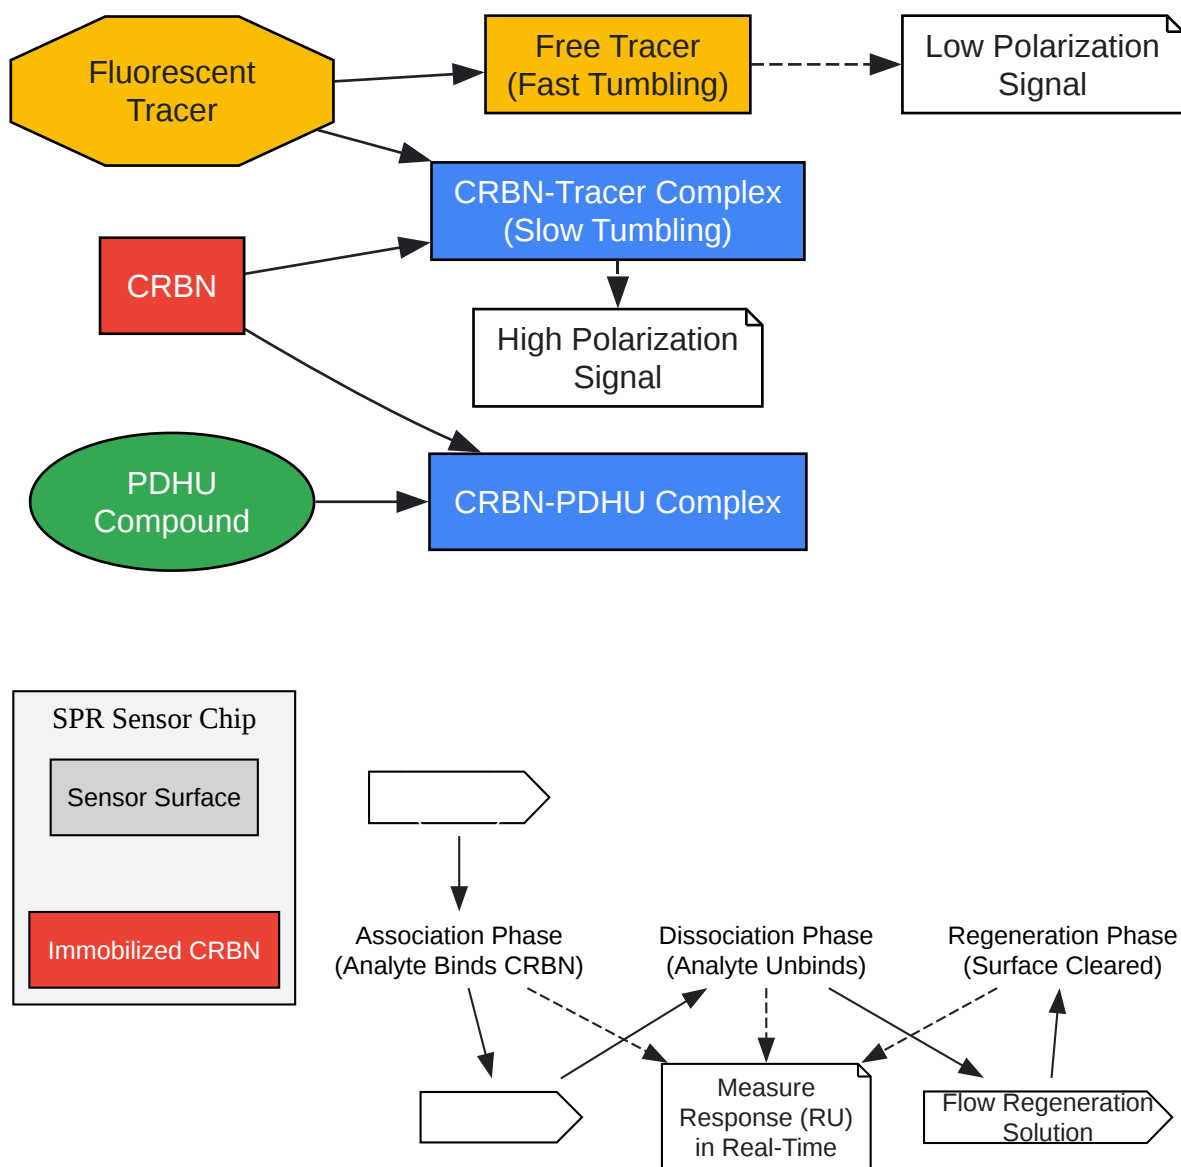 Fluorescent
Tracer
Free Tracer
(Fast Tumbling)
Low Polarization
Signal
CRBN-Tracer Complex
(Slow Tumbling)
CRBN
High Polarization
Signal
PDHU
Compound
CRBN-PDHU Complex
SPR Sensor Chip
Sensor Surface
Immobilized CRBN
Association Phase
(Analyte Binds CRBN)
Dissociation Phase
(Analyte Unbinds)
Regeneration Phase
(Surface Cleared)
Measure
Response (RU)
in Real-Time
Flow Regeneration
Solution